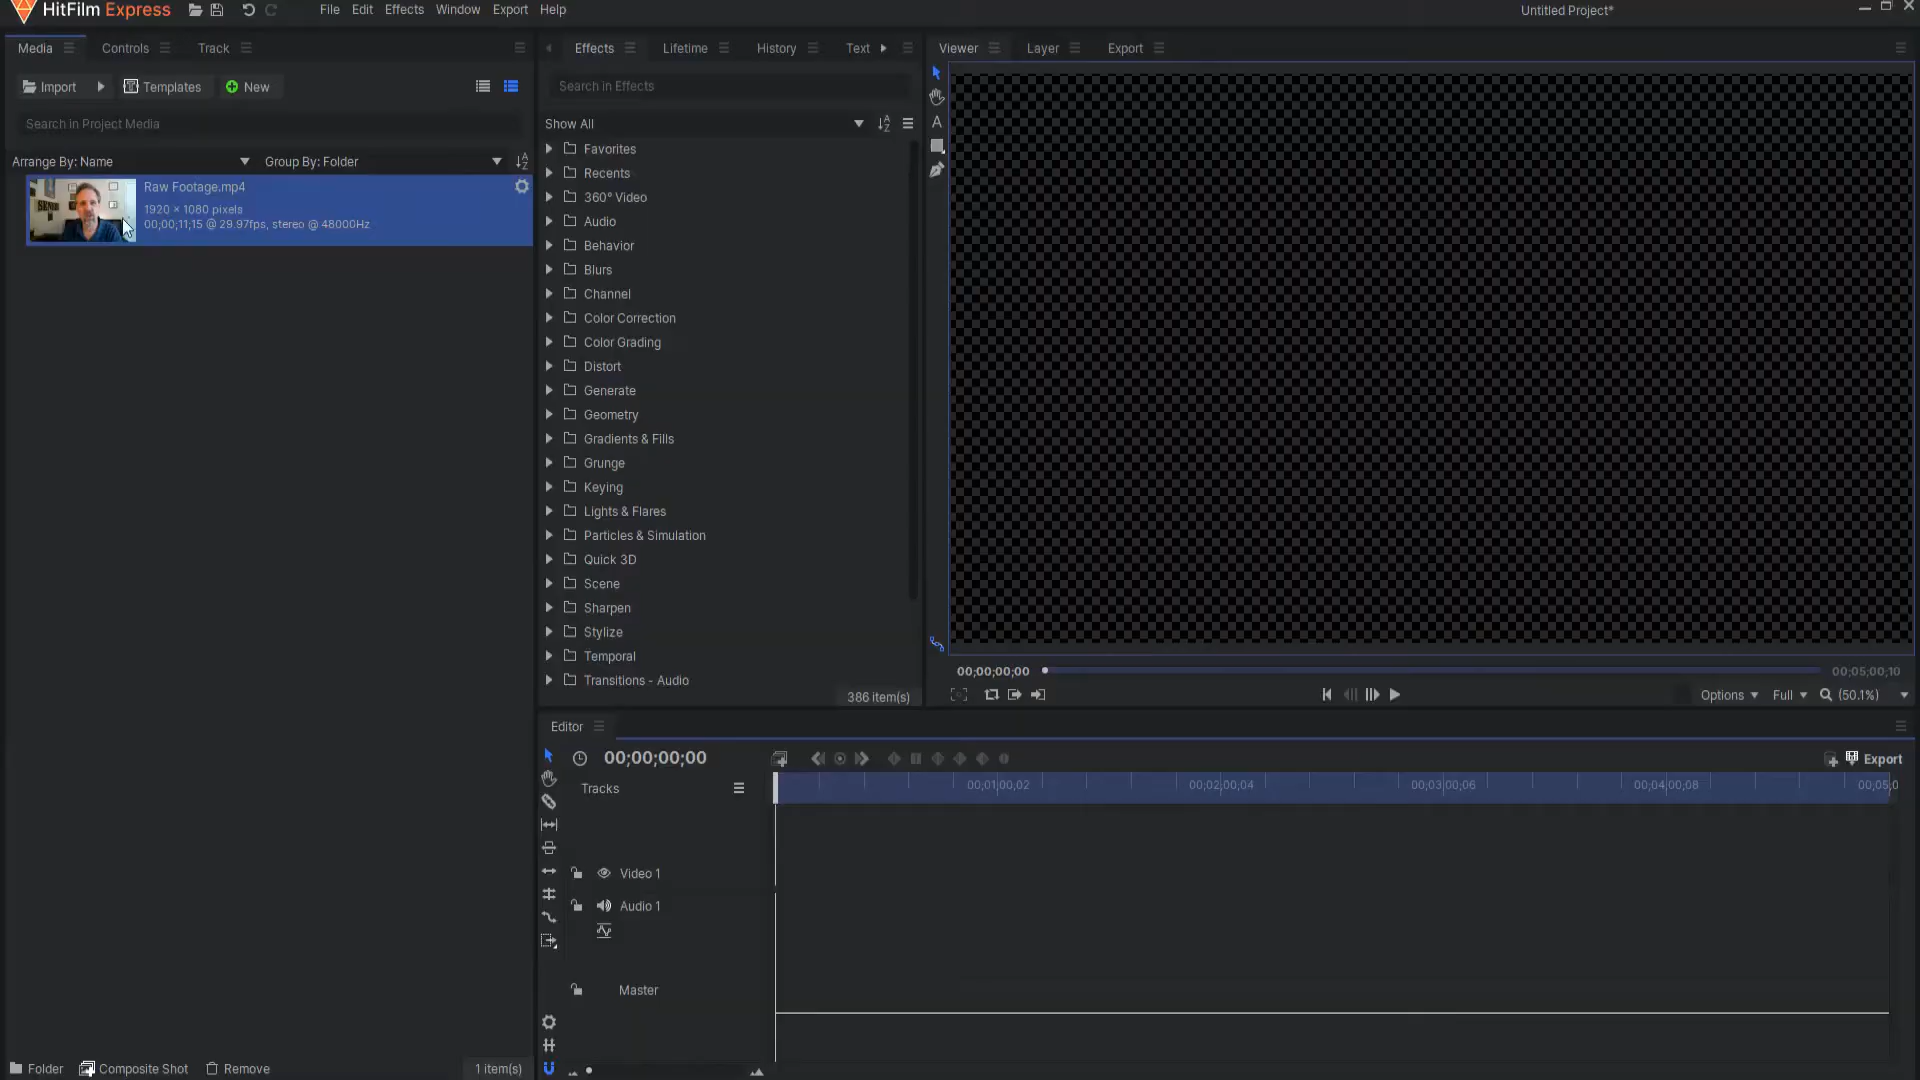 HitFilm Express
File Edit Effects Window Export Help
Untitled Project*
Media Controls Track
Import Templates New
Search in Project Media
Arrange By: Name Group By: Folder
Raw Footage.mp4
1920 × 1080 pixels
00;00;11;15 @ 29.97fps, stereo @ 48000Hz
Folder Composite Shot Remove 1 item(s)
Effects Lifetime History Text
Search in Effects
Show All
Favorites
Recents
360° Video
Audio
Behavior
Blurs
Channel
Color Correction
Color Grading
Distort
Generate
Geometry
Gradients & Fills
Grunge
Keying
Lights & Flares
Particles & Simulation
Quick 3D
Scene
Sharpen
Stylize
Temporal
Transitions - Audio
386 item(s)
Viewer Layer Export
A
00;00;00;00 00;05;00;10
Options Full (50.1%)
Editor
00;00;00;00 Export
Tracks 00;01;00;02 00;02;00;04 00;03;00;06 00;04;00;08 00;05;0
Video 1
Audio 1
Master